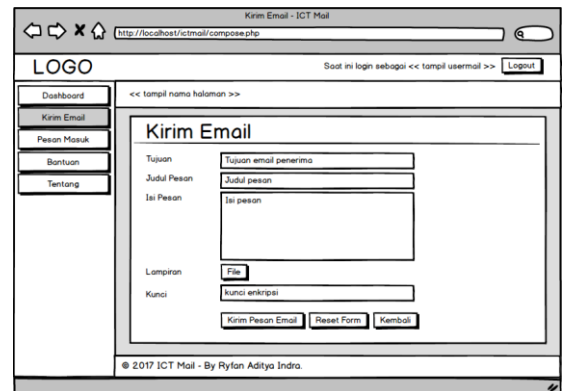 Kirim Email - ICT Mail
http://localhost/ictmail/compose.php
LOGO
Saat ini login sebagai << tampil usermail >>
Logout
Dashboard
Kirim Email
Pesan Masuk
Bantuan
Tentang
<< tampil nama halaman >>
Kirim Email
Tujuan
Tujuan email penerima
Judul Pesan
Judul pesan
Isi Pesan
Isi pesan
Lampiran
File
Kunci
kunci enkripsi
Kirim Pesan Email
Reset Form
Kembali
© 2017 ICT Mail - By Ryfan Aditya Indra.